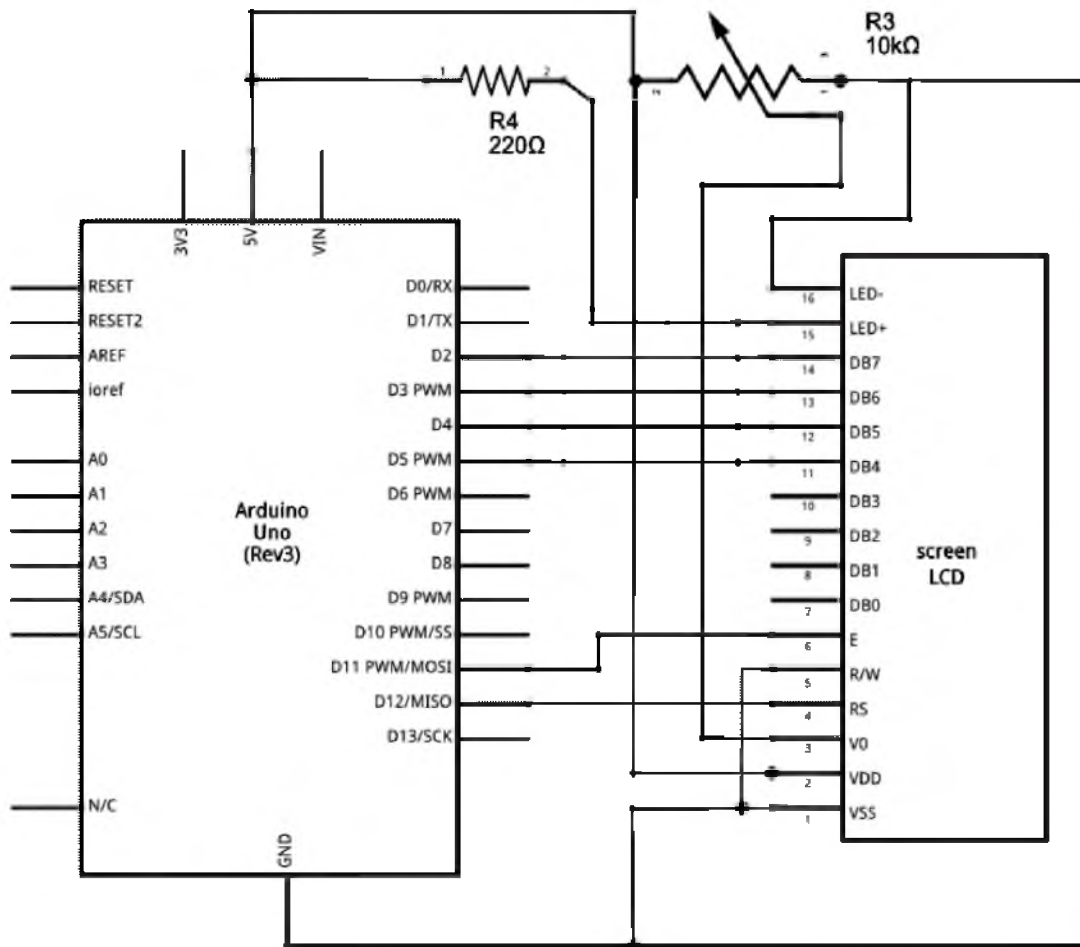 R3
10kΩ
1
2
R4
220Ω
2
3V3
5V
VIN
RESET
RESET2
AREF
ioref
A0
A1
A2
A3
A4/SDA
A5/SCL
N/C
Arduino
Uno
(Rev3)
D0/RX
D1/TX
D2
D3 PWM
D4
D5 PWM
D6 PWM
D7
D8
D9 PWM
D10 PWM/SS
D11 PWM/MOSI
D12/MISO
D13/SCK
GND
16 LED-
15 LED+
14 DB7
13 DB6
12 DB5
11 DB4
10 DB3
9 DB2
8 DB1
7 DB0
6 E
5 R/W
4 RS
3 V0
2 VDD
1 VSS
screen
LCD